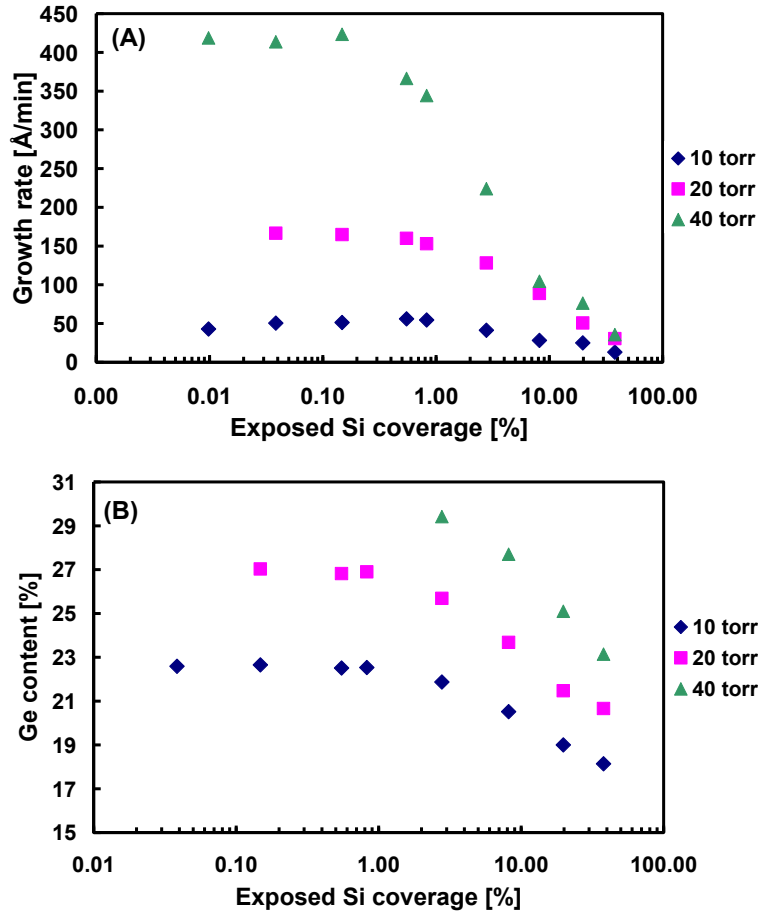 (A)
Growth rate [Å/min]
450
400
350
300
250
200
150
100
50
0
0.00 0.01 0.10 1.00 10.00 100.00
Exposed Si coverage [%]
10 torr
20 torr
40 torr
(B)
Ge content [%]
31
29
27
25
23
21
19
17
15
0.01 0.10 1.00 10.00 100.00
Exposed Si coverage [%]
10 torr
20 torr
40 torr